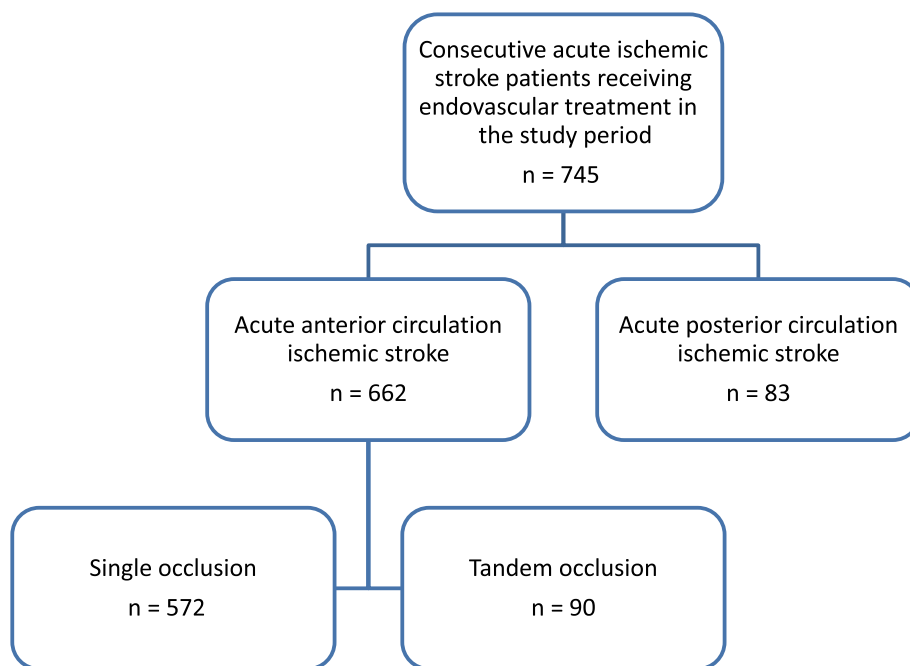 Consecutive acute ischemic
stroke patients receiving
endovascular treatment in
the study period
n = 745
Acute anterior circulation
ischemic stroke
n = 662
Acute posterior circulation
ischemic stroke
n = 83
Single occlusion
n = 572
Tandem occlusion
n = 90